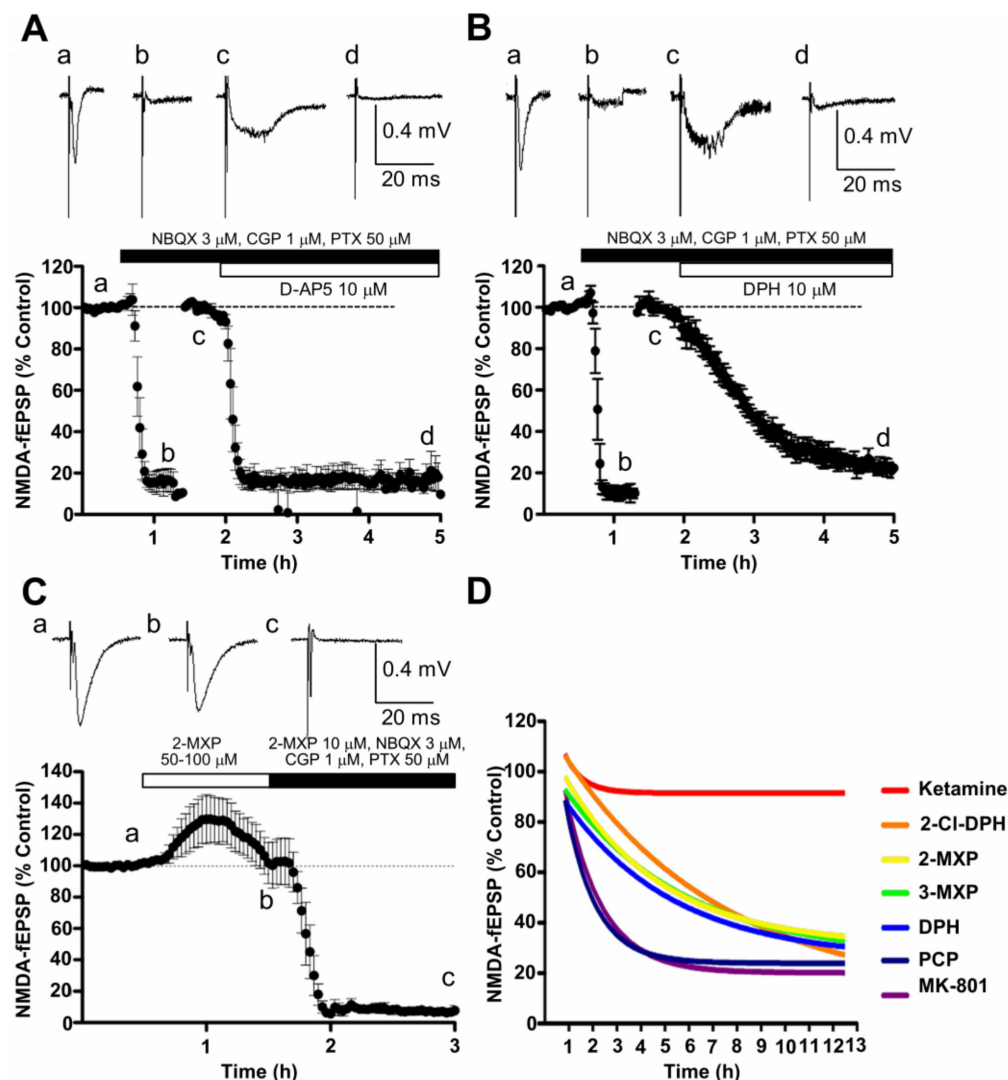 A
a b c d
0.4 mV
20 ms
NBQX 3 μM, CGP 1 μM, PTX 50 μM
D-AP5 10 μM
NMDA-fEPSP (% Control)
120
100
80
60
40
20
0
a
b
c
d
1 2 3 4 5
Time (h)
B
a b c d
0.4 mV
20 ms
NBQX 3 μM, CGP 1 μM, PTX 50 μM
DPH 10 μM
NMDA-fEPSP (% Control)
120
100
80
60
40
20
0
a
b
c
d
1 2 3 4 5
Time (h)
C
a b c
0.4 mV
20 ms
2-MXP
50-100 μM
2-MXP 10 μM, NBQX 3 μM,
CGP 1 μM, PTX 50 μM
NMDA-fEPSP (% Control)
140
120
100
80
60
40
20
0
a
b
c
1 2 3
Time (h)
D
NMDA-fEPSP (% Control)
120
100
80
60
40
20
0
1 2 3 4 5 6 7 8 9 10 11 12 13
Time (h)
Ketamine
2-Cl-DPH
2-MXP
3-MXP
DPH
PCP
MK-801